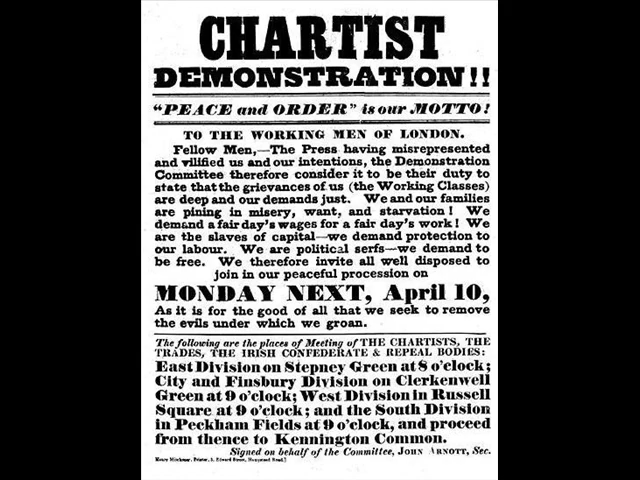 CHARTIST
DEMONSTRATION!!
"PEACE and ORDER" is our MOTTO!
TO THE WORKING MEN OF LONDON.
Fellow Men,—The Press having misrepresented
and vilified us and our intentions, the Demonstration
Committee therefore consider it to be their duty to
state that the grievances of us (the Working Classes)
are deep and our demands just. We and our families
are pining in misery, want, and starvation! We
demand a fair day's wages for a fair day's work! We
are the slaves of capital—we demand protection to
our labour. We are political serfs—we demand to
be free. We therefore invite all well disposed to
join in our peaceful procession on
MONDAY NEXT, April 10,
As it is for the good of all that we seek to remove
the evils under which we groan.
The following are the places of Meeting of THE CHARTISTS, THE
TRADES, THE IRISH CONFEDERATE & REPEAL BODIES:
East Division on Stepney Green at 8 o'clock;
City and Finsbury Division on Clerkenwell
Green at 9 o'clock; West Division in Russell
Square at 9 o'clock; and the South Division
in Peckham Fields at 9 o'clock, and proceed
from thence to Kennington Common.
Signed on behalf of the Committee, JOHN ARNOTT, Sec.
Printer, Edward Street, Hampstead Road.]